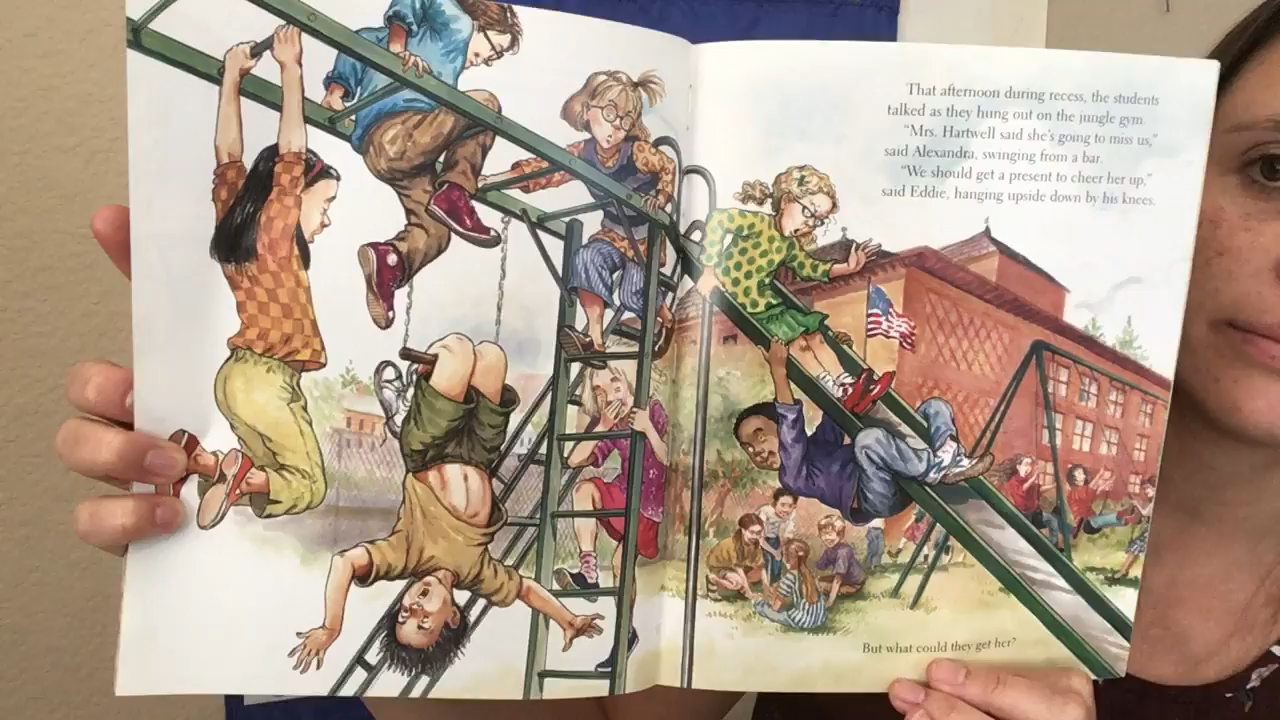 That afternoon during recess, the students
talked as they hung out on the jungle gym.
"Mrs. Hartwell said she's going to miss us,"
said Alexandra, swinging from a bar.
"We should get a present to cheer her up,"
said Eddie, hanging upside down by his knees.
But what could they get her?